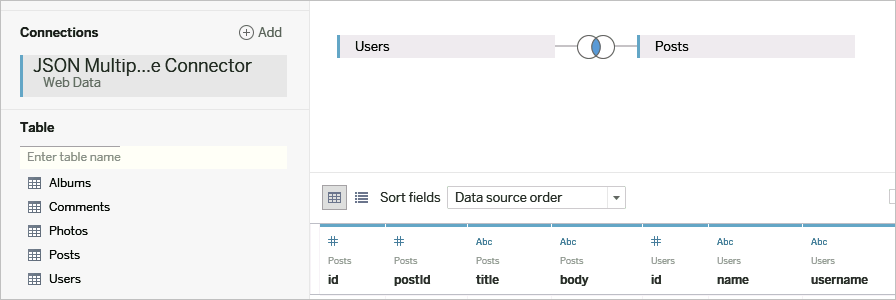 Connections
Add
JSON Multip...e Connector
Web Data
Table
Enter table name
Albums
Comments
Photos
Posts
Users
Users
Posts
Sort fields
Data source order
# # Abc Abc # Abc Abc
Posts Posts Posts Posts Users Users Users
id postId title body id name username